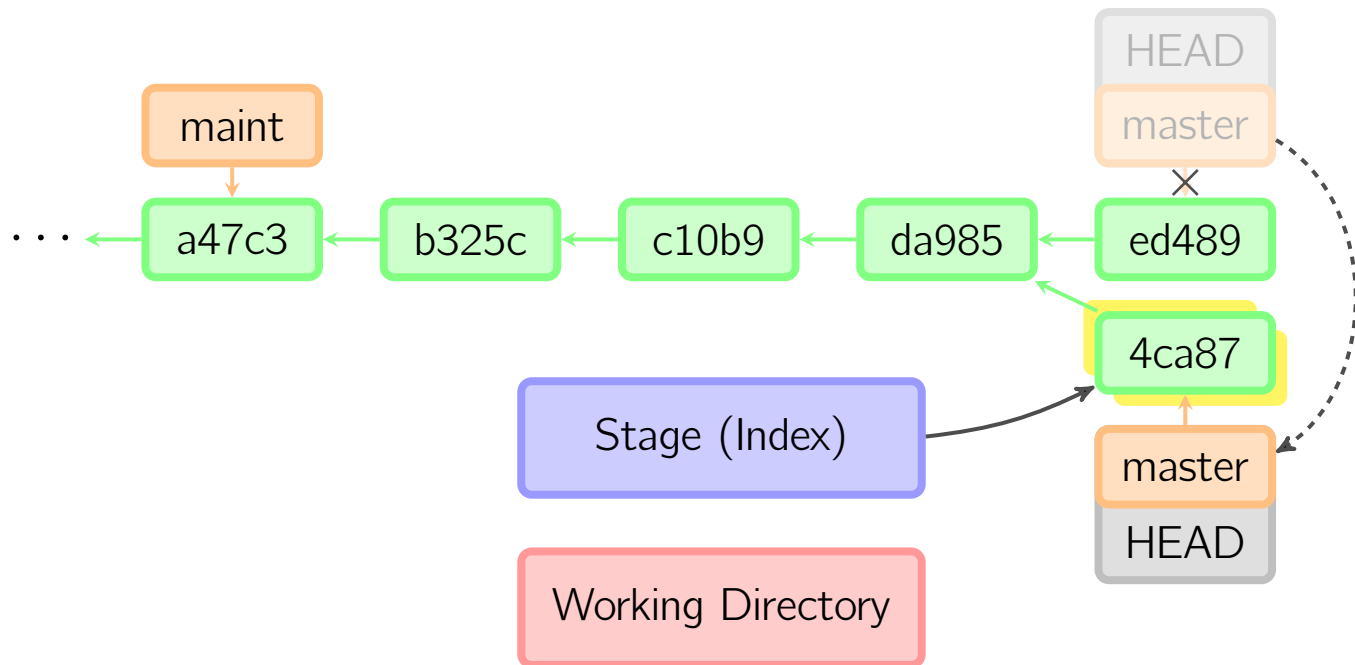 HEAD
maint
master
...
a47c3
b325c
c10b9
da985
ed489
4ca87
Stage (Index)
master
HEAD
Working Directory